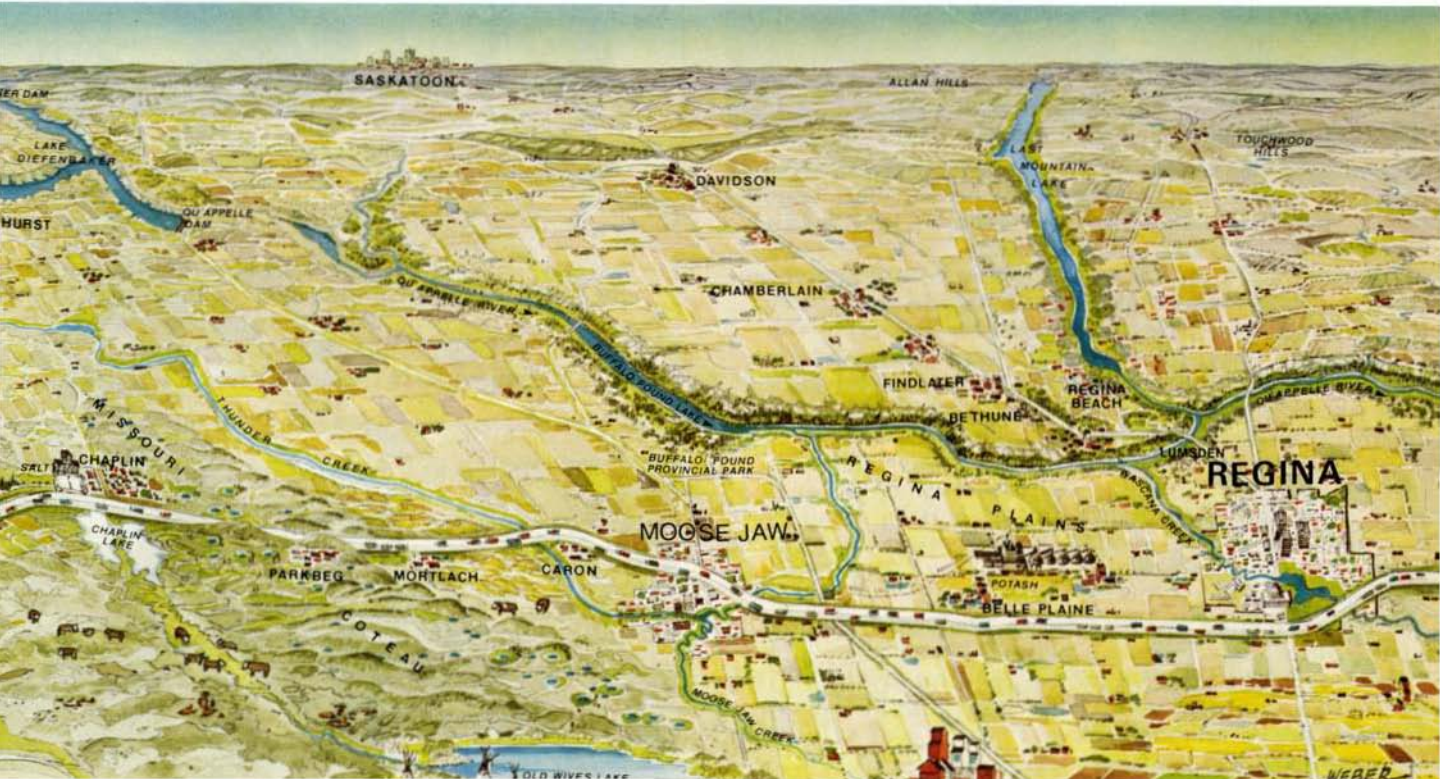 SASKATOON
ALLAN HILLS
ER DAM
LAKE
DIEFENBAKER
LAST
MOUNTAIN
LAKE
TOUCHWOOD
HILLS
DAVIDSON
HURST
QU'APPELLE
DAM
QU'APPELLE RIVER
CHAMBERLAIN
BUFFALO POUND LAKE
FINDLATER
REGINA
BEACH
QU'APPELLE RIVER
BETHUNE
THUNDER
CREEK
MISSOURI
COTEAU
SALT
CHAPLIN
BUFFALO POUND
PROVINCIAL PARK
REGINA
PLAINS
LUMSDEN
REGINA
WASCANA CREEK
CHAPLIN
LAKE
MOOSE JAW
PARKBEG
MORTLACH
CARON
POTASH
BELLE PLAINE
MOOSE JAW CREEK
OLD WIVES LAKE
WEBER